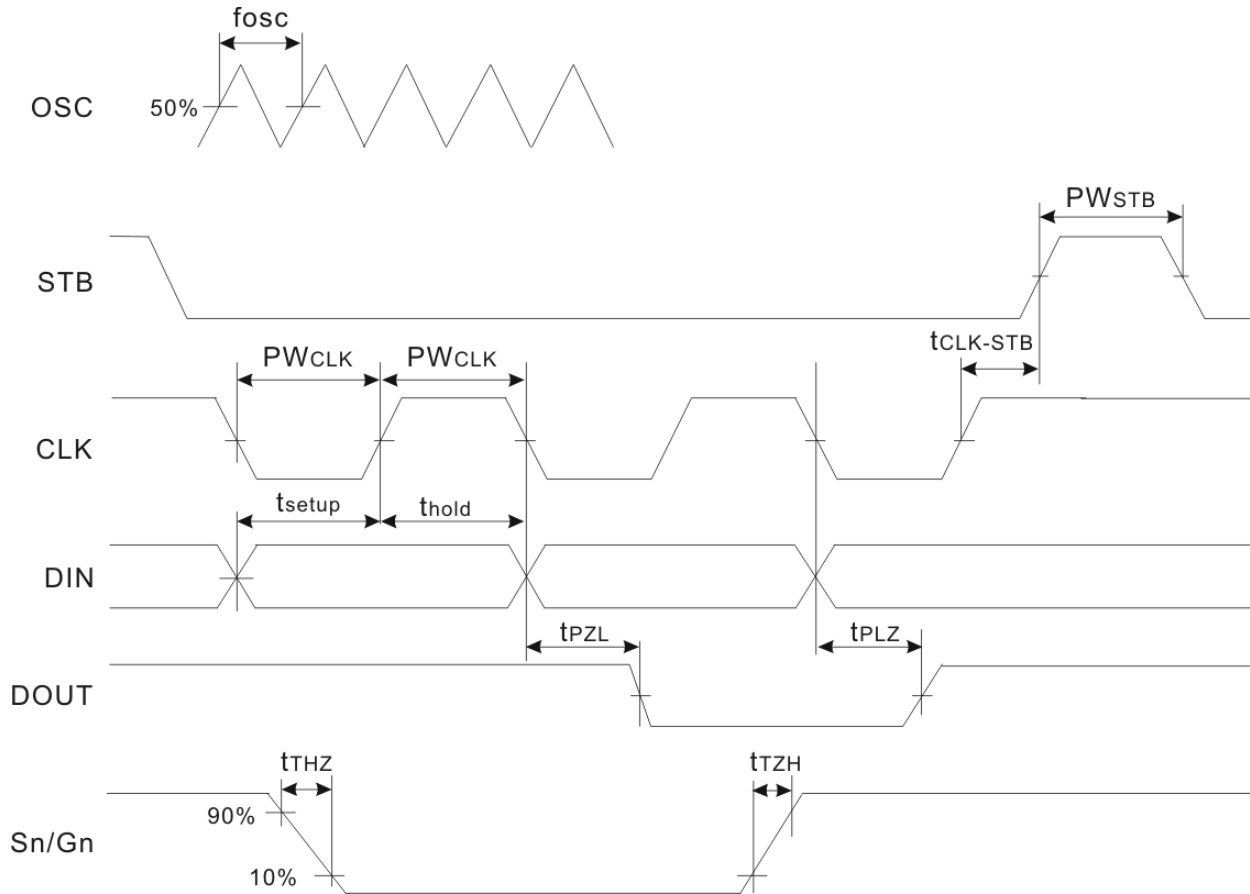 fosc
OSC
50%
PWSTB
STB
tCLK-STB
PWCLK
PWCLK
CLK
tsetup
thold
DIN
tPZL
tPLZ
DOUT
tTHZ
tTZH
90%
Sn/Gn
10%